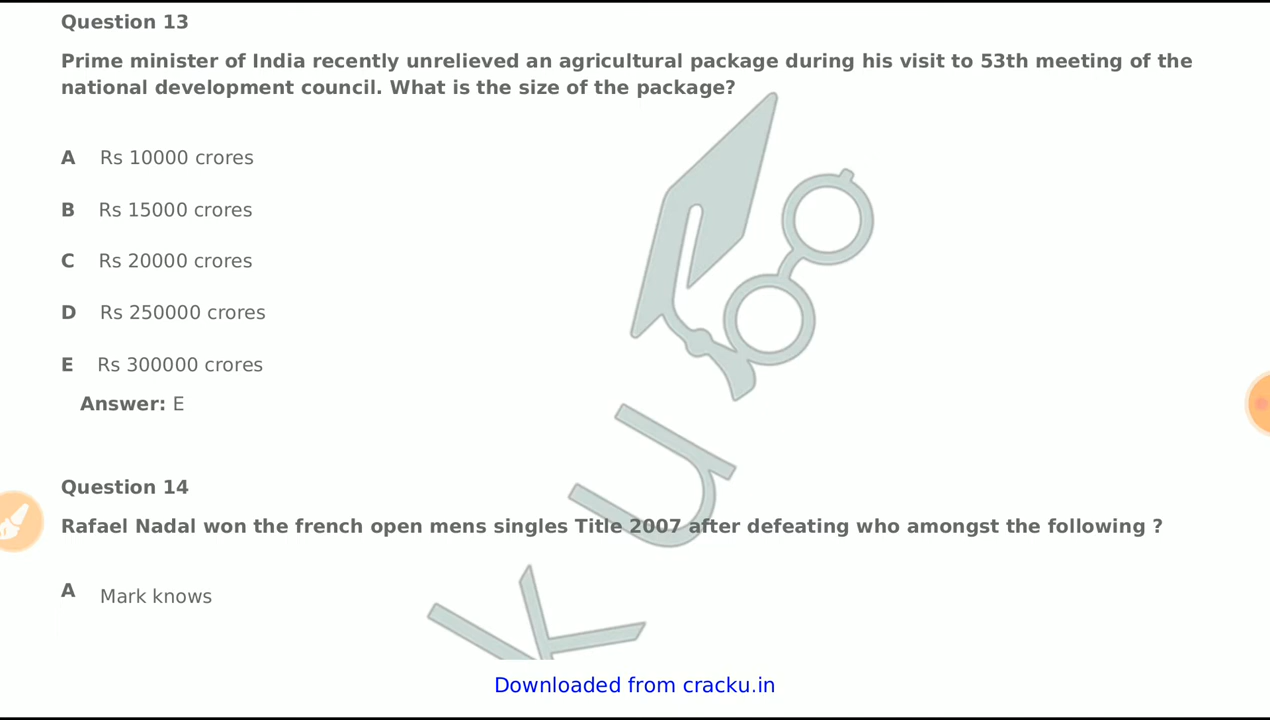 Question 13
Prime minister of India recently unrelieved an agricultural package during his visit to 53th meeting of the
national development council. What is the size of the package?
A Rs 10000 crores
B Rs 15000 crores
C Rs 20000 crores
D Rs 250000 crores
E Rs 300000 crores
Answer: E
Question 14
Rafael Nadal won the french open mens singles Title 2007 after defeating who amongst the following ?
A Mark knows
k u
Downloaded from cracku.in